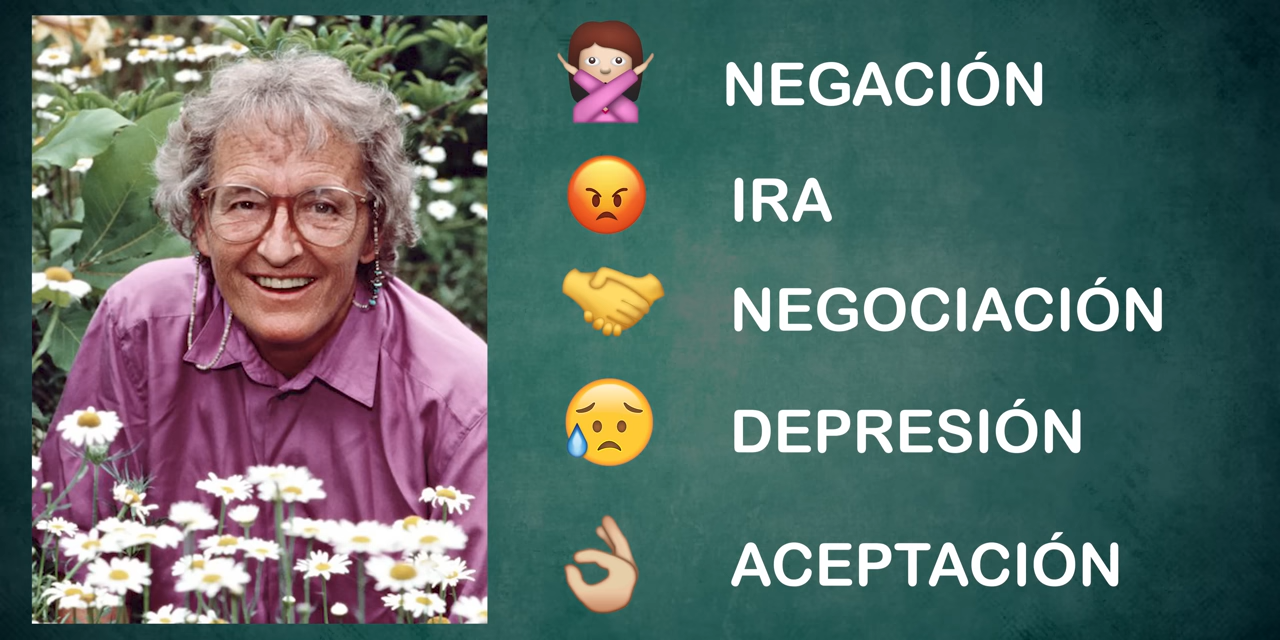 NEGACIÓN
IRA
NEGOCIACIÓN
DEPRESIÓN
ACEPTACIÓN